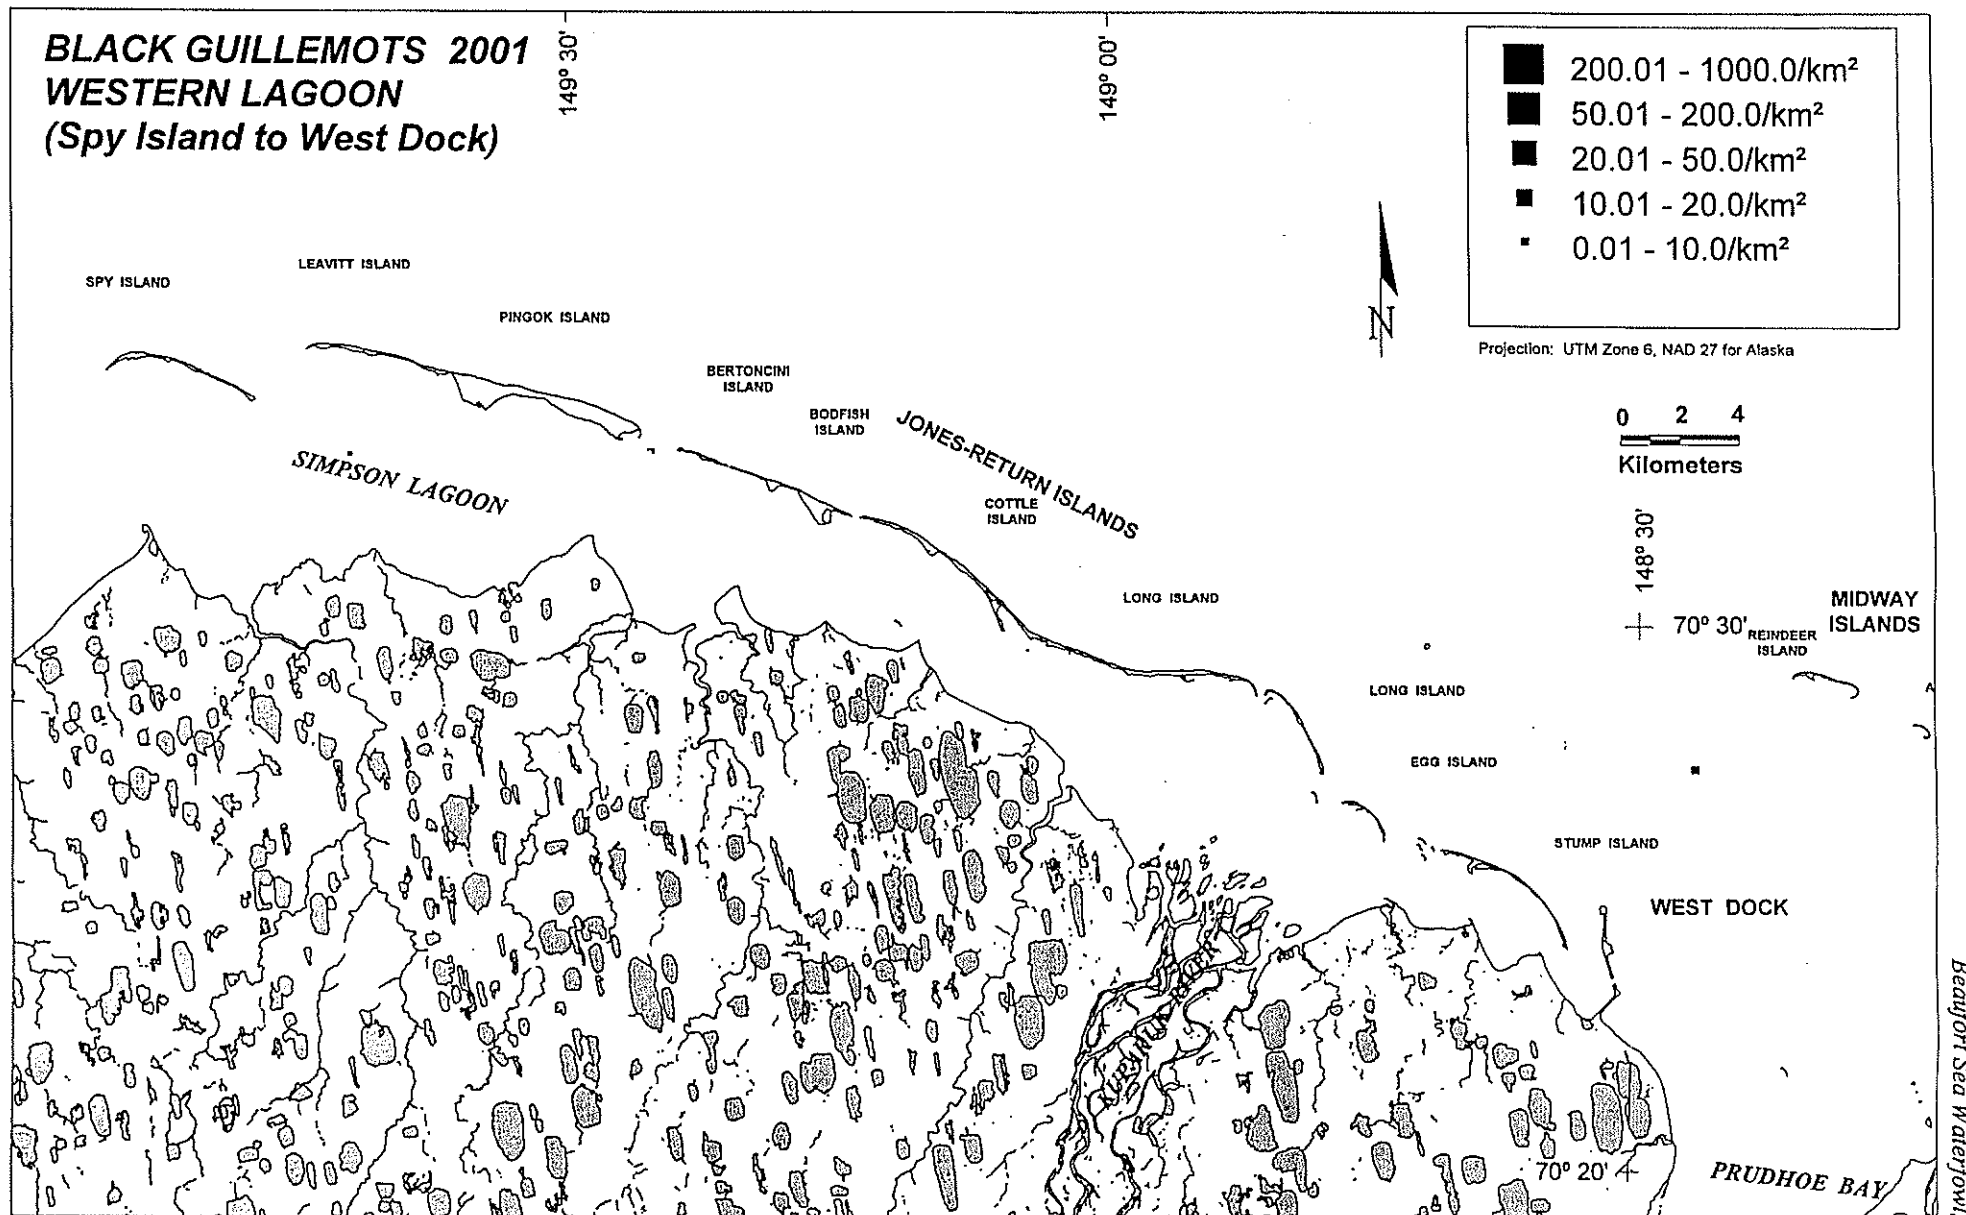 BLACK GUILLEMOTS 2001
WESTERN LAGOON
(Spy Island to West Dock)
149° 30'
149° 00'
200.01 - 1000.0/km²
50.01 - 200.0/km²
20.01 - 50.0/km²
10.01 - 20.0/km²
0.01 - 10.0/km²
Projection: UTM Zone 6, NAD 27 for Alaska
N
0 2 4
Kilometers
SPY ISLAND
LEAVITT ISLAND
PINGOK ISLAND
BERTONCINI
ISLAND
BODFISH
ISLAND
JONES-RETURN ISLANDS
COTTLE
ISLAND
SIMPSON LAGOON
LONG ISLAND
148° 30'
70° 30'
REINDEER
ISLAND
MIDWAY
ISLANDS
LONG ISLAND
EGG ISLAND
STUMP ISLAND
WEST DOCK
KUPARUK RIVER
70° 20'
PRUDHOE BAY
Beaufort Sea